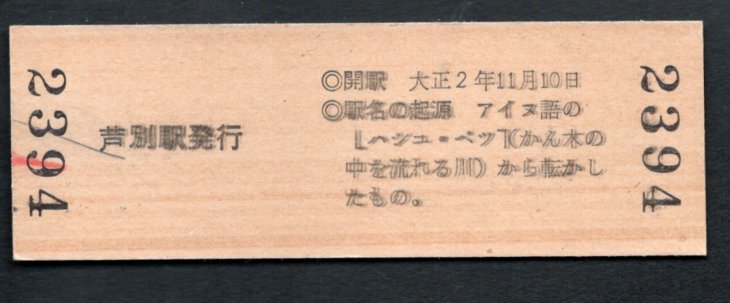 2394
芦別駅発行
◎開駅 大正2年11月10日
◎駅名の起源 アイヌ語の
「ハシュ・ペツ」(かん木の
中を流れる川)から転かし
たもの。
2394